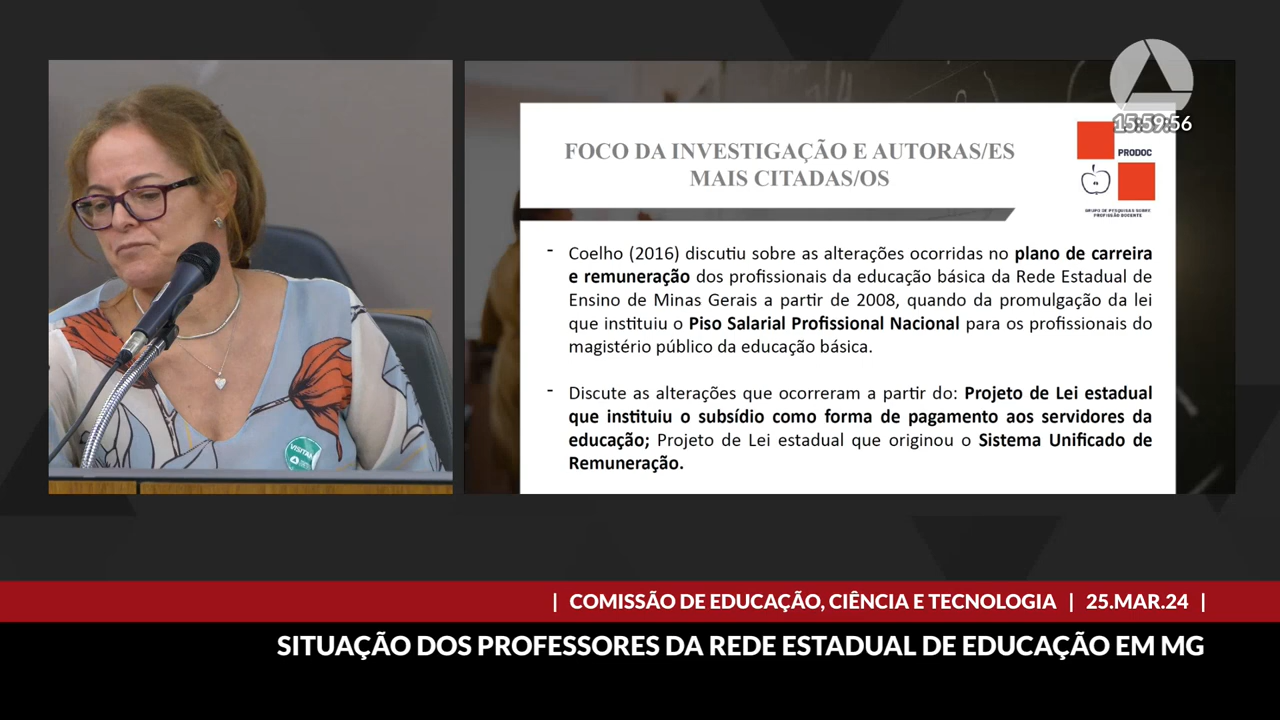 15:59:56
FOCO DA INVESTIGAÇÃO E AUTORAS/ES
MAIS CITADAS/OS
PRODOC
GRUPO DE PESQUISAS SOBRE
PROFISSÃO DOCENTE
- Coelho (2016) discutiu sobre as alterações ocorridas no plano de carreira
e remuneração dos profissionais da educação básica da Rede Estadual de
Ensino de Minas Gerais a partir de 2008, quando da promulgação da lei
que instituiu o Piso Salarial Profissional Nacional para os profissionais do
magistério público da educação básica.
- Discute as alterações que ocorreram a partir do: Projeto de Lei estadual
que instituiu o subsídio como forma de pagamento aos servidores da
educação; Projeto de Lei estadual que originou o Sistema Unificado de
Remuneração.
| COMISSÃO DE EDUCAÇÃO, CIÊNCIA E TECNOLOGIA | 25.MAR.24 |
SITUAÇÃO DOS PROFESSORES DA REDE ESTADUAL DE EDUCAÇÃO EM MG